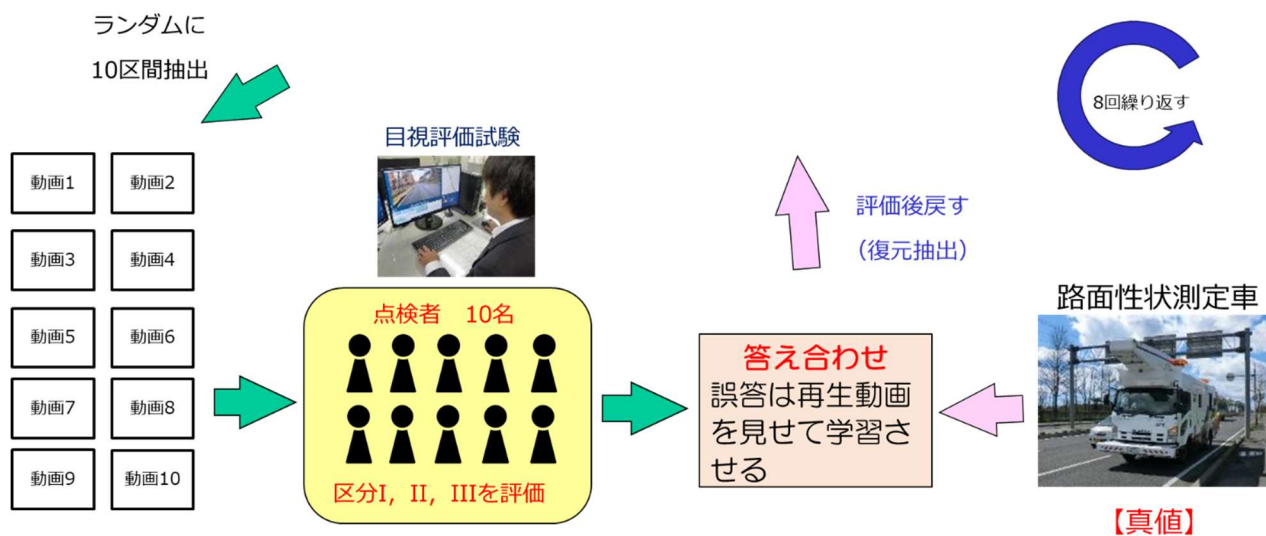 ランダムに
10区間抽出
8回繰り返す
目視評価試験
動画1
動画2
動画3
動画4
動画5
動画6
動画7
動画8
動画9
動画10
点検者 10名
区分I, II, IIIを評価
評価後戻す
（復元抽出）
答え合わせ
誤答は再生動画
を見せて学習さ
せる
路面性状測定車
【真値】